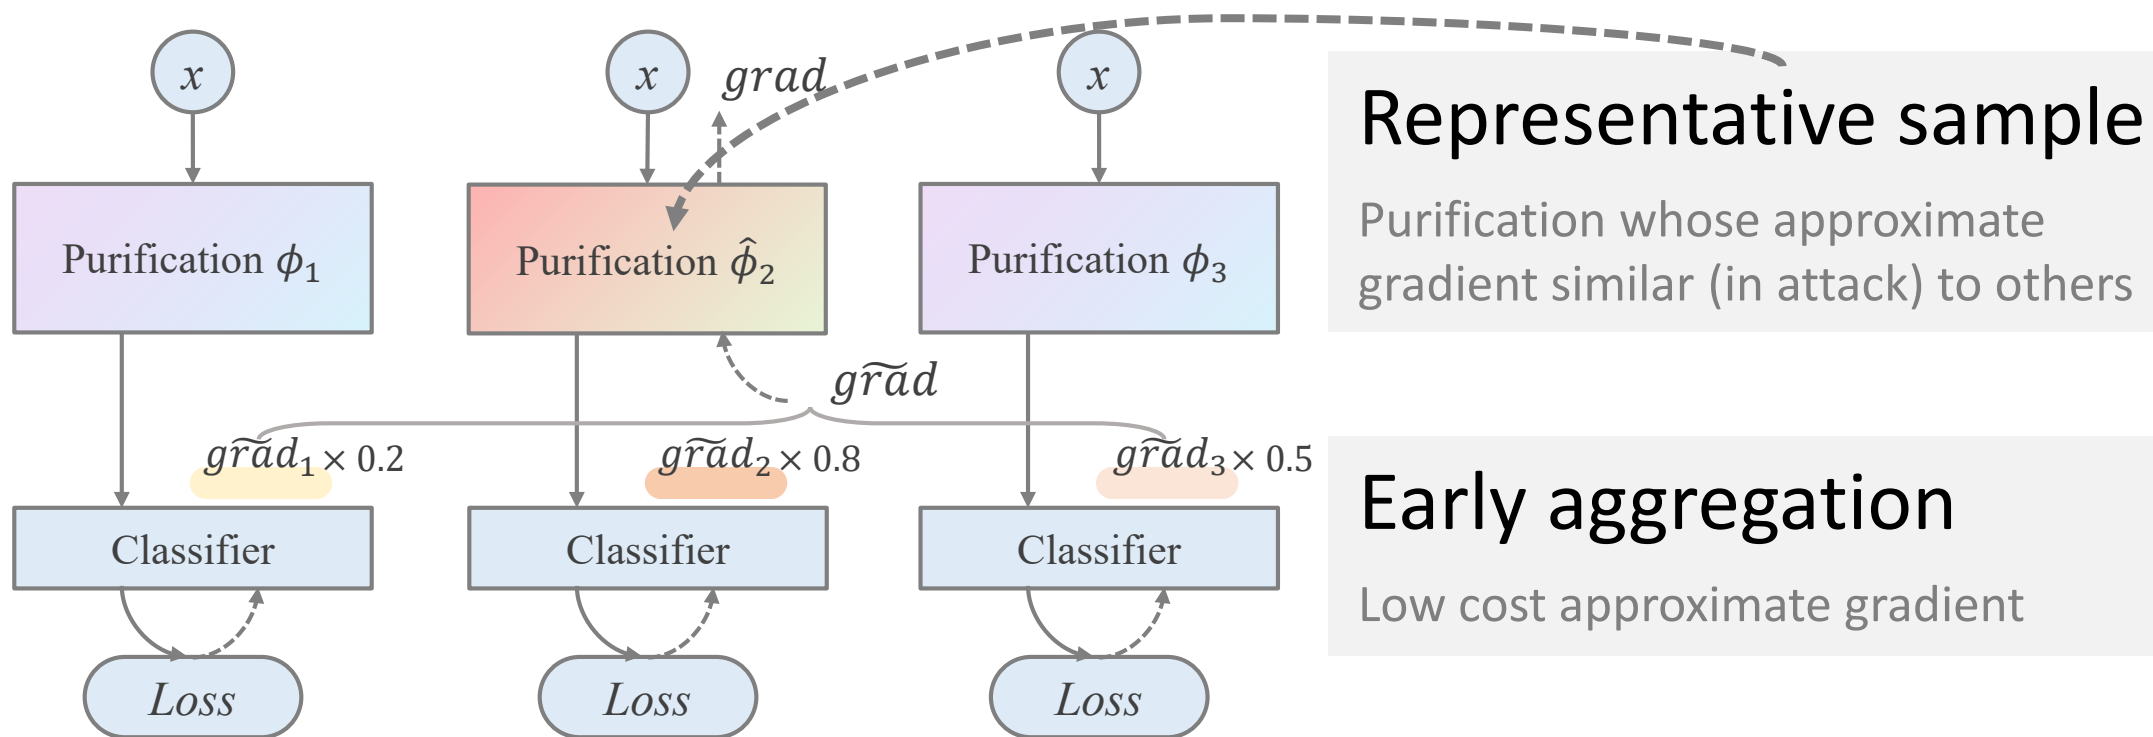 x
x
grad
x
Representative sample
Purification whose approximate
gradient similar (in attack) to others
Purification ϕ₁
Purification ϕ̂₂
Purification ϕ₃
gr͠ad
gr͠ad₁ × 0.2
gr͠ad₂ × 0.8
gr͠ad₃ × 0.5
Early aggregation
Low cost approximate gradient
Classifier
Classifier
Classifier
Loss
Loss
Loss